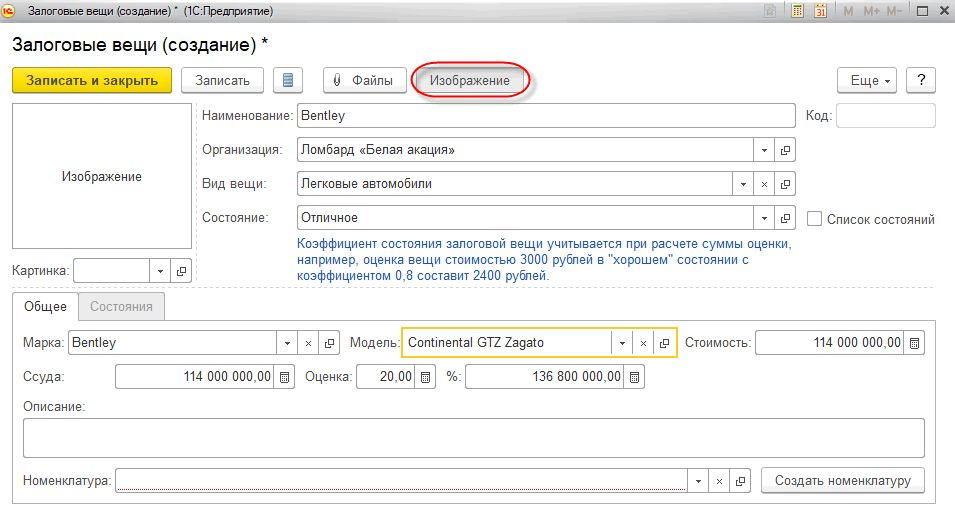 1С Залоговые вещи (создание) * (1С:Предприятие) 31 M M+ M-
Залоговые вещи (создание) *
Записать и закрыть Записать Файлы Изображение Еще ?
Изображение
Наименование: Bentley Код:
Организация: Ломбард «Белая акация»
Вид вещи: Легковые автомобили
Состояние: Отличное Список состояний
Коэффициент состояния залоговой вещи учитывается при расчете суммы оценки,
например, оценка вещи стоимостью 3000 рублей в "хорошем" состоянии с
коэффициентом 0,8 составит 2400 рублей.
Картинка:
Общее Состояния
Марка: Bentley Модель: Continental GTZ Zagato Стоимость: 114 000 000,00
Ссуда: 114 000 000,00 Оценка: 20,00 %: 136 800 000,00
Описание:
Номенклатура: Создать номенклатуру